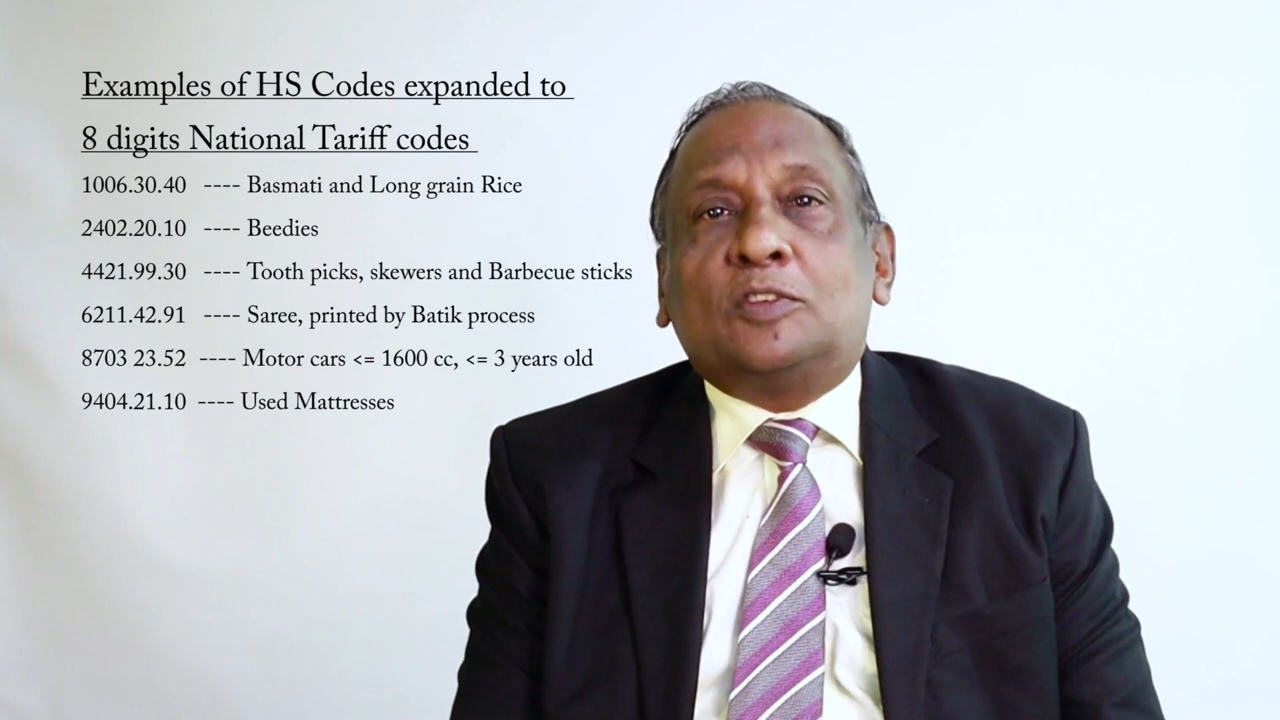 Examples of HS Codes expanded to
8 digits National Tariff codes
1006.30.40 ---- Basmati and Long grain Rice
2402.20.10 ---- Beedies
4421.99.30 ---- Tooth picks, skewers and Barbecue sticks
6211.42.91 ---- Saree, printed by Batik process
8703 23.52 ---- Motor cars <= 1600 cc, <= 3 years old
9404.21.10 ---- Used Mattresses